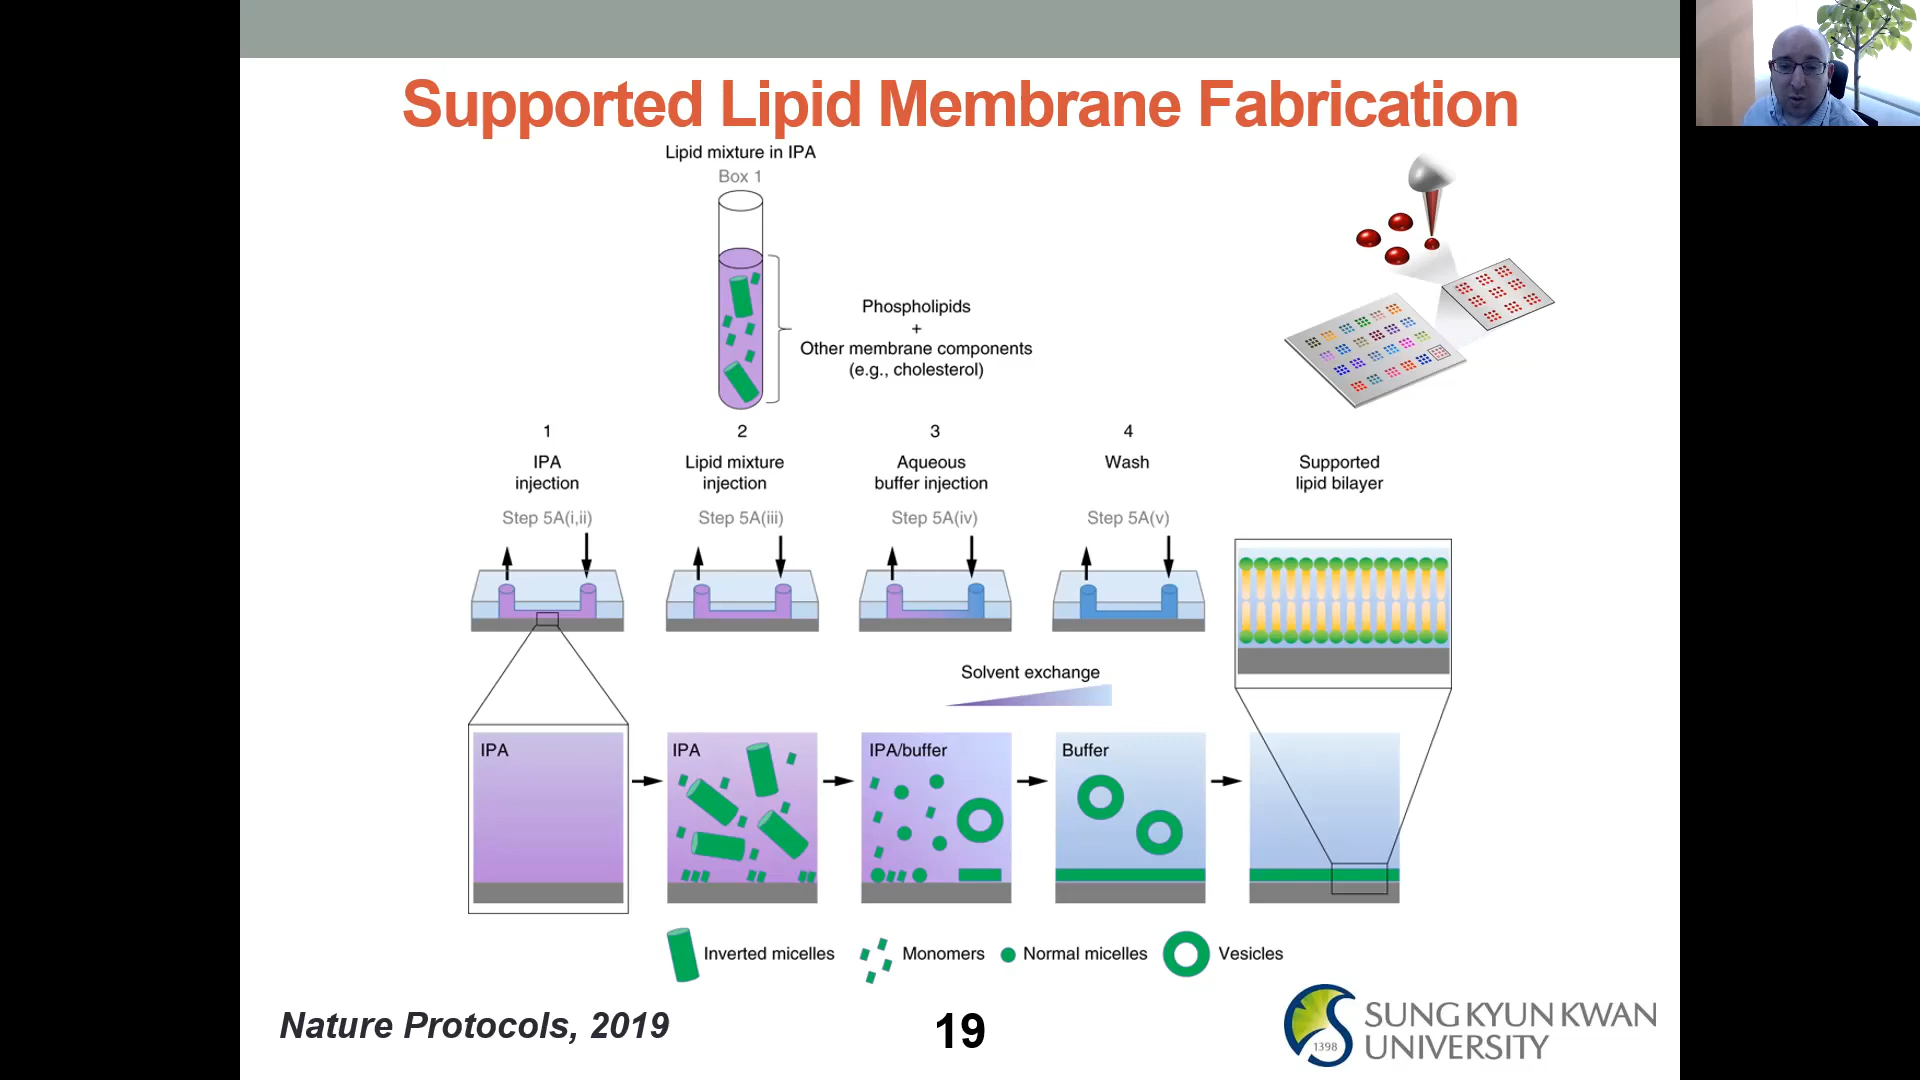 Supported Lipid Membrane Fabrication
Lipid mixture in IPA
Box 1
Phospholipids
+
Other membrane components
(e.g., cholesterol)
1
IPA
injection
Step 5A(i,ii)
2
Lipid mixture
injection
Step 5A(iii)
3
Aqueous
buffer injection
Step 5A(iv)
4
Wash
Step 5A(v)
Supported
lipid bilayer
Solvent exchange
IPA
IPA
IPA/buffer
Buffer
Inverted micelles
Monomers
Normal micelles
Vesicles
Nature Protocols, 2019
19
1398
SUNG KYUN KWAN
UNIVERSITY